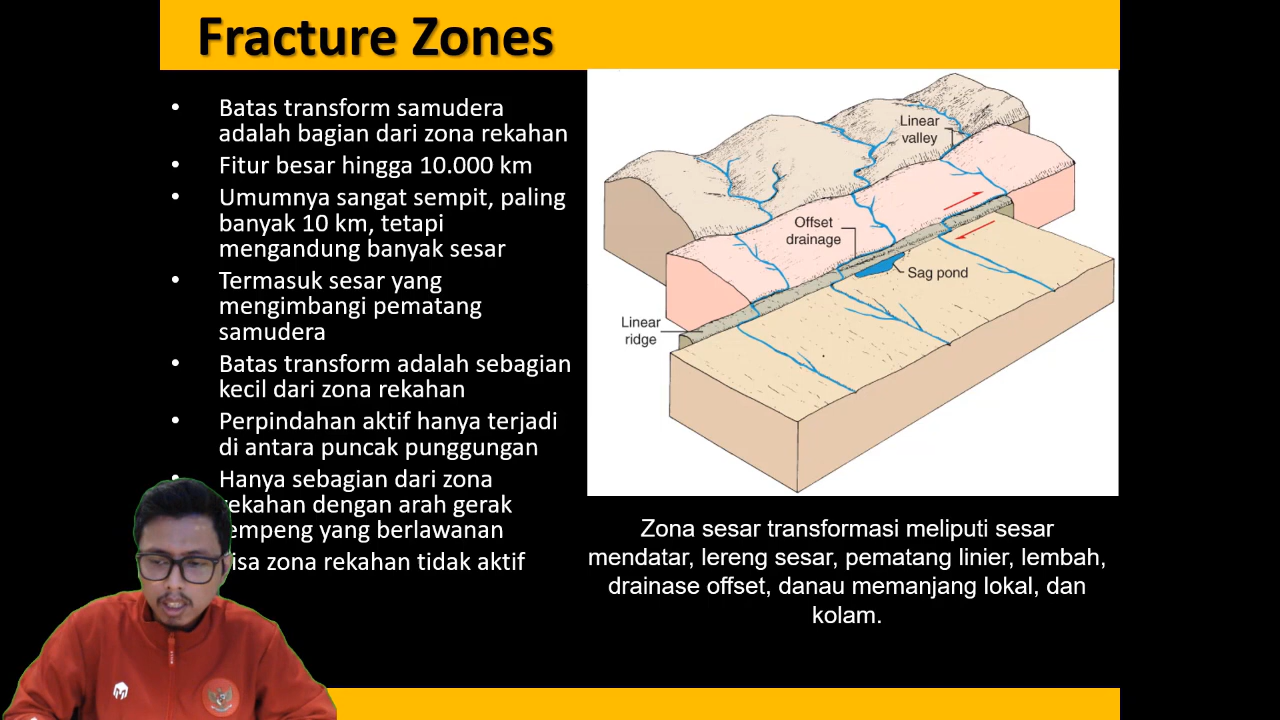 Fracture Zones
• Batas transform samudera
adalah bagian dari zona rekahan
• Fitur besar hingga 10.000 km
• Umumnya sangat sempit, paling
banyak 10 km, tetapi
mengandung banyak sesar
• Termasuk sesar yang
mengimbangi pematang
samudera
• Batas transform adalah sebagian
kecil dari zona rekahan
• Perpindahan aktif hanya terjadi
di antara puncak punggungan
• Hanya sebagian dari zona
rekahan dengan arah gerak
empeng yang berlawanan
isa zona rekahan tidak aktif
Linear
valley
Offset
drainage
Sag pond
Linear
ridge
Zona sesar transformasi meliputi sesar
mendatar, lereng sesar, pematang linier, lembah,
drainase offset, danau memanjang lokal, dan
kolam.